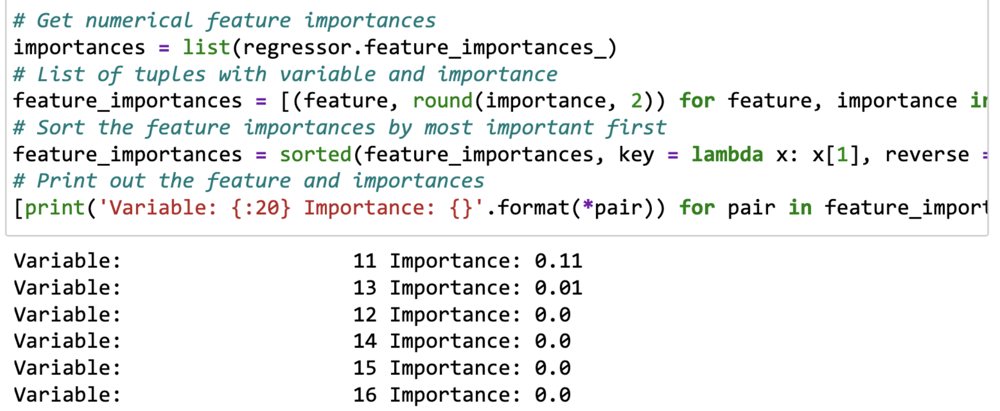 # Get numerical feature importances
importances = list(regressor.feature_importances_)
# List of tuples with variable and importance
feature_importances = [(feature, round(importance, 2)) for feature, importance in
# Sort the feature importances by most important first
feature_importances = sorted(feature_importances, key = lambda x: x[1], reverse =
# Print out the feature and importances
[print('Variable: {:20} Importance: {}'.format(*pair)) for pair in feature_import
Variable:                   11 Importance: 0.11
Variable:                   13 Importance: 0.01
Variable:                   12 Importance: 0.0
Variable:                   14 Importance: 0.0
Variable:                   15 Importance: 0.0
Variable:                   16 Importance: 0.0